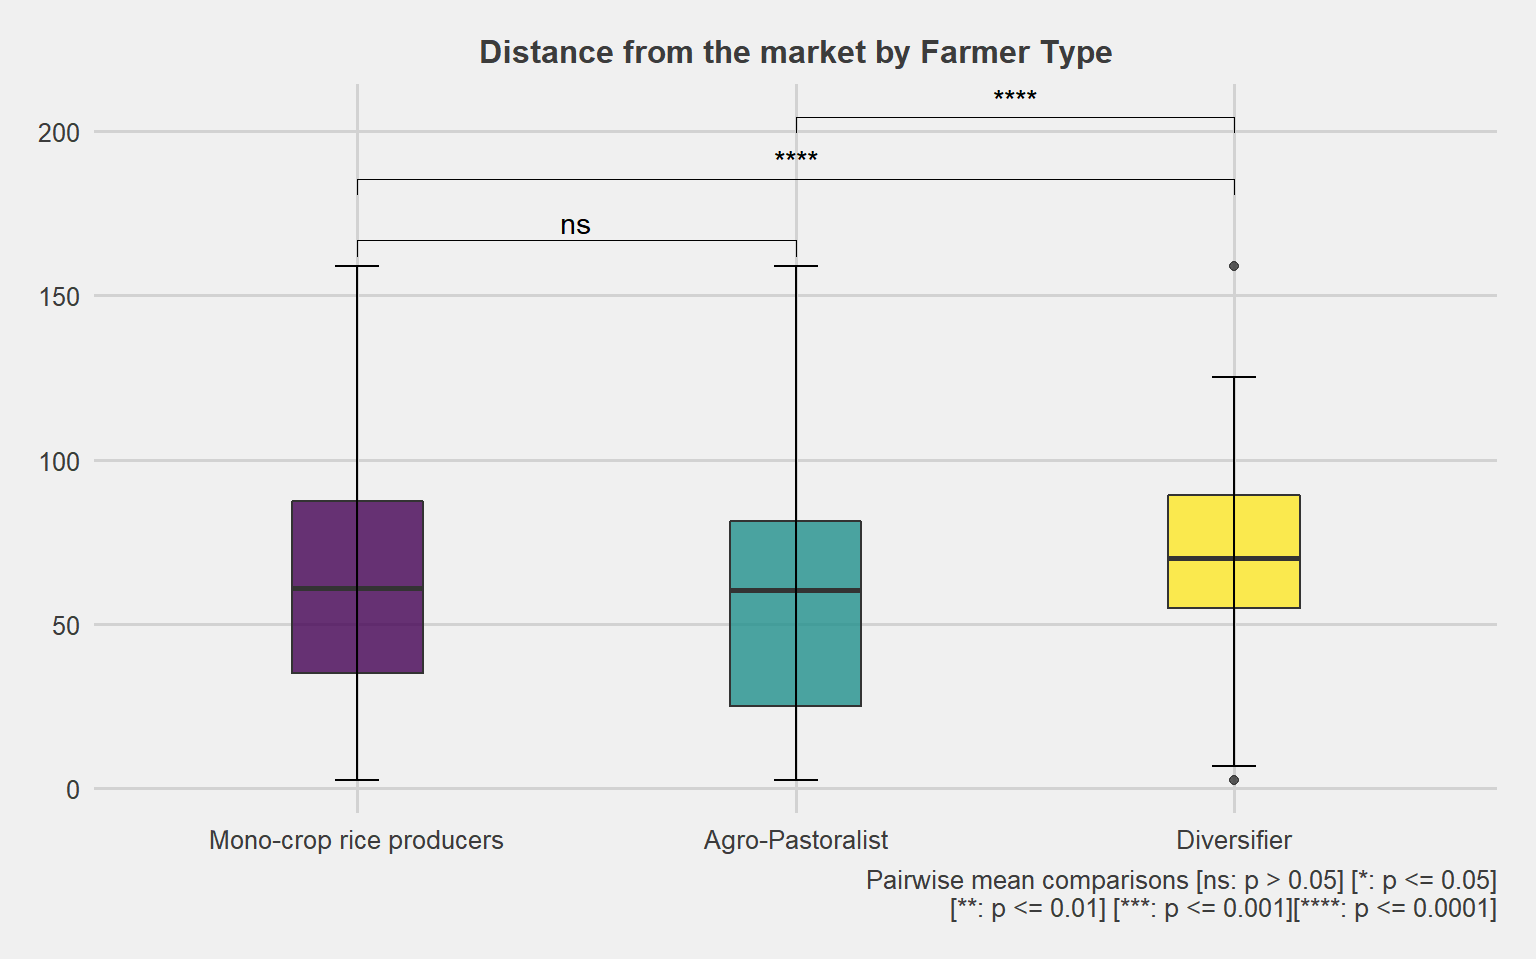 Distance from the market by Farmer Type
****
200
****
ns
150
100
50
0
Mono-crop rice producers
Agro-Pastoralist
Diversifier
Pairwise mean comparisons [ns: p > 0.05] [*: p <= 0.05]
[**: p <= 0.01] [***: p <= 0.001][****: p <= 0.0001]